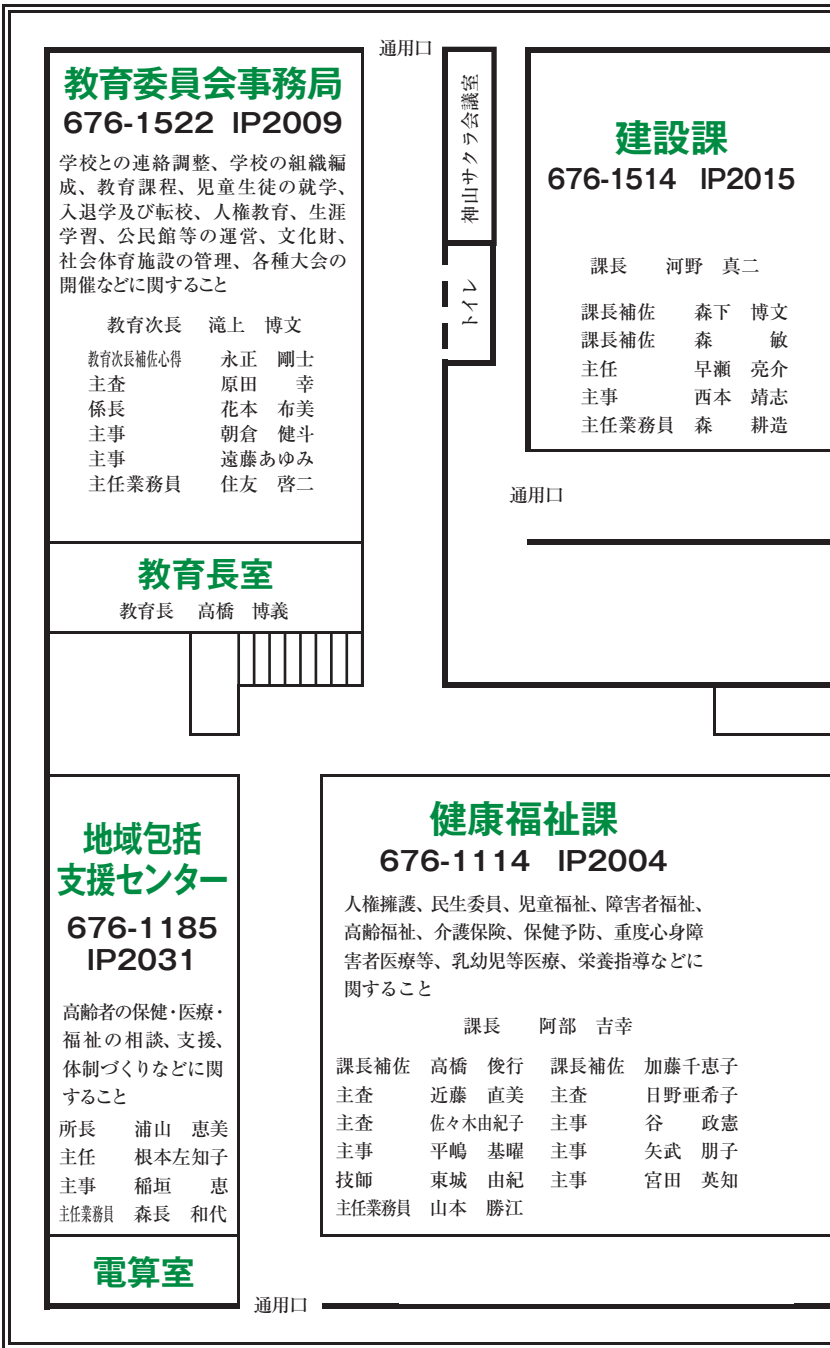 通用口
教育委員会事務局
676-1522 IP2009
学校との連絡調整、学校の組織編
成、教育課程、児童生徒の就学、
入退学及び転校、人権教育、生涯
学習、公民館等の運営、文化財、
社会体育施設の管理、各種大会の
開催などに関すること
教育次長 滝上 博文
教育次長補佐心得 永正 剛士
主査 原田 幸
係長 花本 布美
主事 朝倉 健斗
主事 遠藤あゆみ
主任業務員 住友 啓二
教育長室
教育長 高橋 博義
神山サクラ会議室
トイレ
建設課
676-1514 IP2015
課長 河野 真二
課長補佐 森下 博文
課長補佐 森 敏
主任 早瀬 亮介
主事 西本 靖志
主任業務員 森 耕造
通用口
地域包括
支援センター
676-1185
IP2031
高齢者の保健・医療・
福祉の相談、支援、
体制づくりなどに関
すること
所長 浦山 恵美
主任 根本左知子
主事 稲垣 恵
主任業務員 森長 和代
電算室
健康福祉課
676-1114 IP2004
人権擁護、民生委員、児童福祉、障害者福祉、
高齢福祉、介護保険、保健予防、重度心身障
害者医療等、乳幼児等医療、栄養指導などに
関すること
課長 阿部 吉幸
課長補佐 高橋 俊行 課長補佐 加藤千恵子
主査 近藤 直美 主査 日野亜希子
主査 佐々木由紀子 主事 谷 政憲
主事 平嶋 基曜 主事 矢武 朋子
技師 東城 由紀 主事 宮田 英知
主任業務員 山本 勝江
通用口